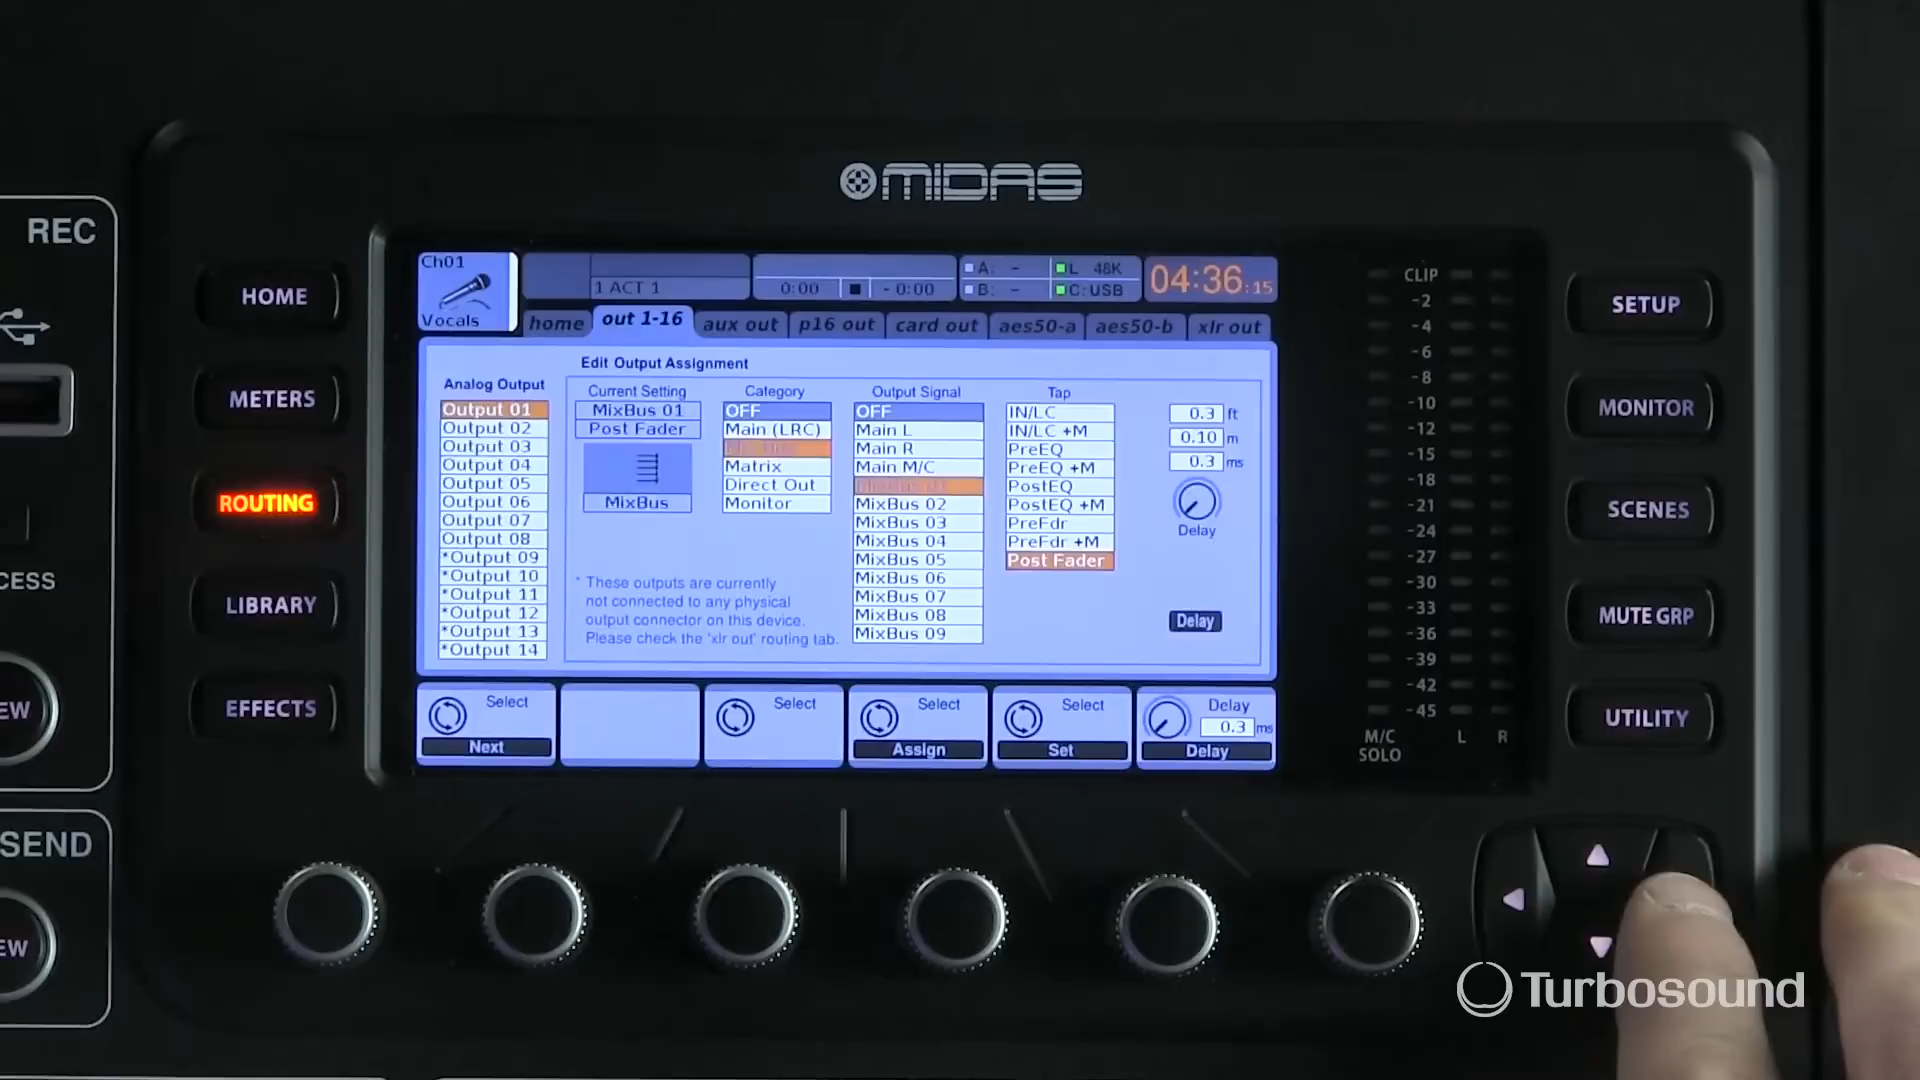 MIDAS
REC
CESS
EW
SEND
EW
HOME
METERS
ROUTING
LIBRARY
EFFECTS
Ch01
Vocals
1 ACT 1
0:00 - 0:00
A: - L 48K
B: - C:USB
04:36:15
home out 1-16 aux out p16 out card out aes50-a aes50-b xlr out
Edit Output Assignment
Analog Output
Output 01
Output 02
Output 03
Output 04
Output 05
Output 06
Output 07
Output 08
*Output 09
*Output 10
*Output 11
*Output 12
*Output 13
*Output 14
Current Setting
MixBus 01
Post Fader
MixBus
Category
OFF
Main (LRC)
Matrix
Direct Out
Monitor
* These outputs are currently
not connected to any physical
output connector on this device.
Please check the 'xlr out' routing tab.
Output Signal
OFF
Main L
Main R
Main M/C
MixBus 02
MixBus 03
MixBus 04
MixBus 05
MixBus 06
MixBus 07
MixBus 08
MixBus 09
Tap
IN/LC
IN/LC +M
PreEQ
PreEQ +M
PostEQ
PostEQ +M
PreFdr
PreFdr +M
Post Fader
0.3 ft
0.10 m
0.3 ms
Delay
Delay
Select
Next
Select
Select
Assign
Select
Set
Delay
0.3 ms
Delay
CLIP
-2
-4
-6
-8
-10
-12
-15
-18
-21
-24
-27
-30
-33
-36
-39
-42
-45
M/C L R
SOLO
SETUP
MONITOR
SCENES
MUTE GRP
UTILITY
Turbosound